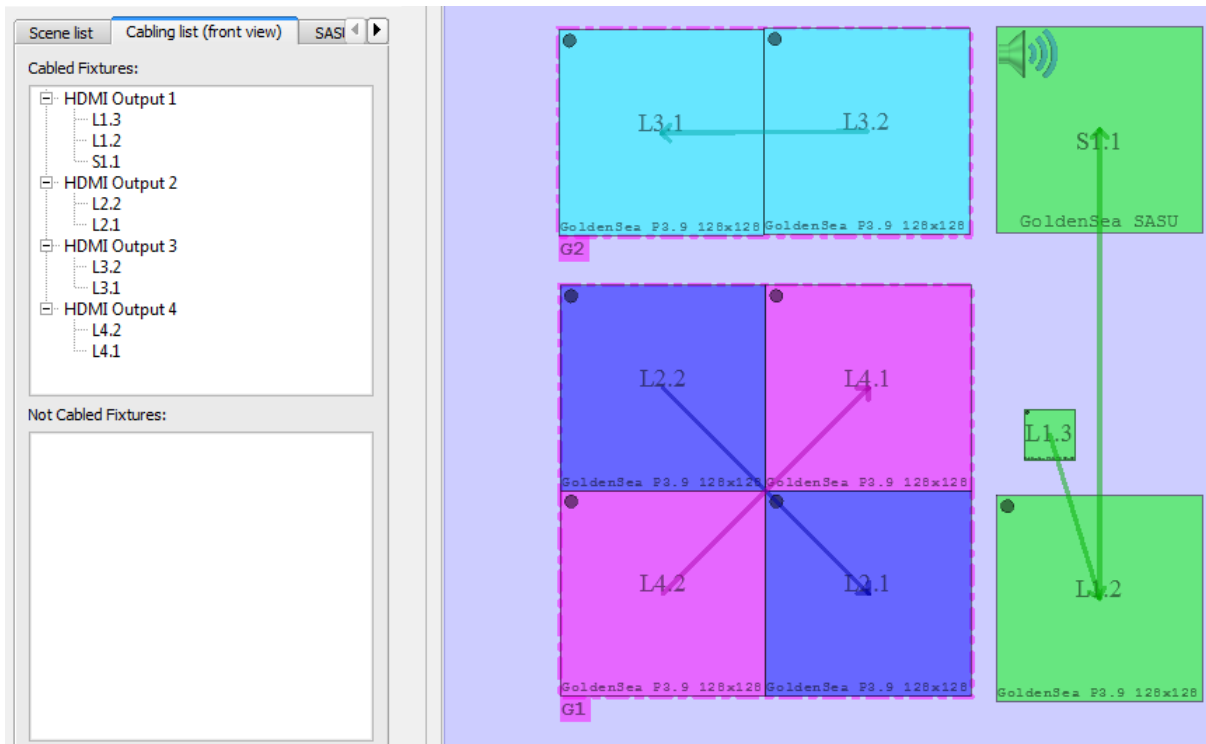 Scene list
Cabling list (front view)
SASU
Cabled Fixtures:
HDMI Output 1
L1.3
L1.2
S1.1
HDMI Output 2
L2.2
L2.1
HDMI Output 3
L3.2
L3.1
HDMI Output 4
L4.2
L4.1
Not Cabled Fixtures:
L3.1
L3.2
GoldenSea P3.9 128x128
GoldenSea P3.9 128x128
G2
S1.1
GoldenSea SASU
L2.2
L4.1
GoldenSea P3.9 128x128
GoldenSea P3.9 128x128
L4.2
L2.1
GoldenSea P3.9 128x128
GoldenSea P3.9 128x128
G1
L1.3
L1.2
GoldenSea P3.9 128x128